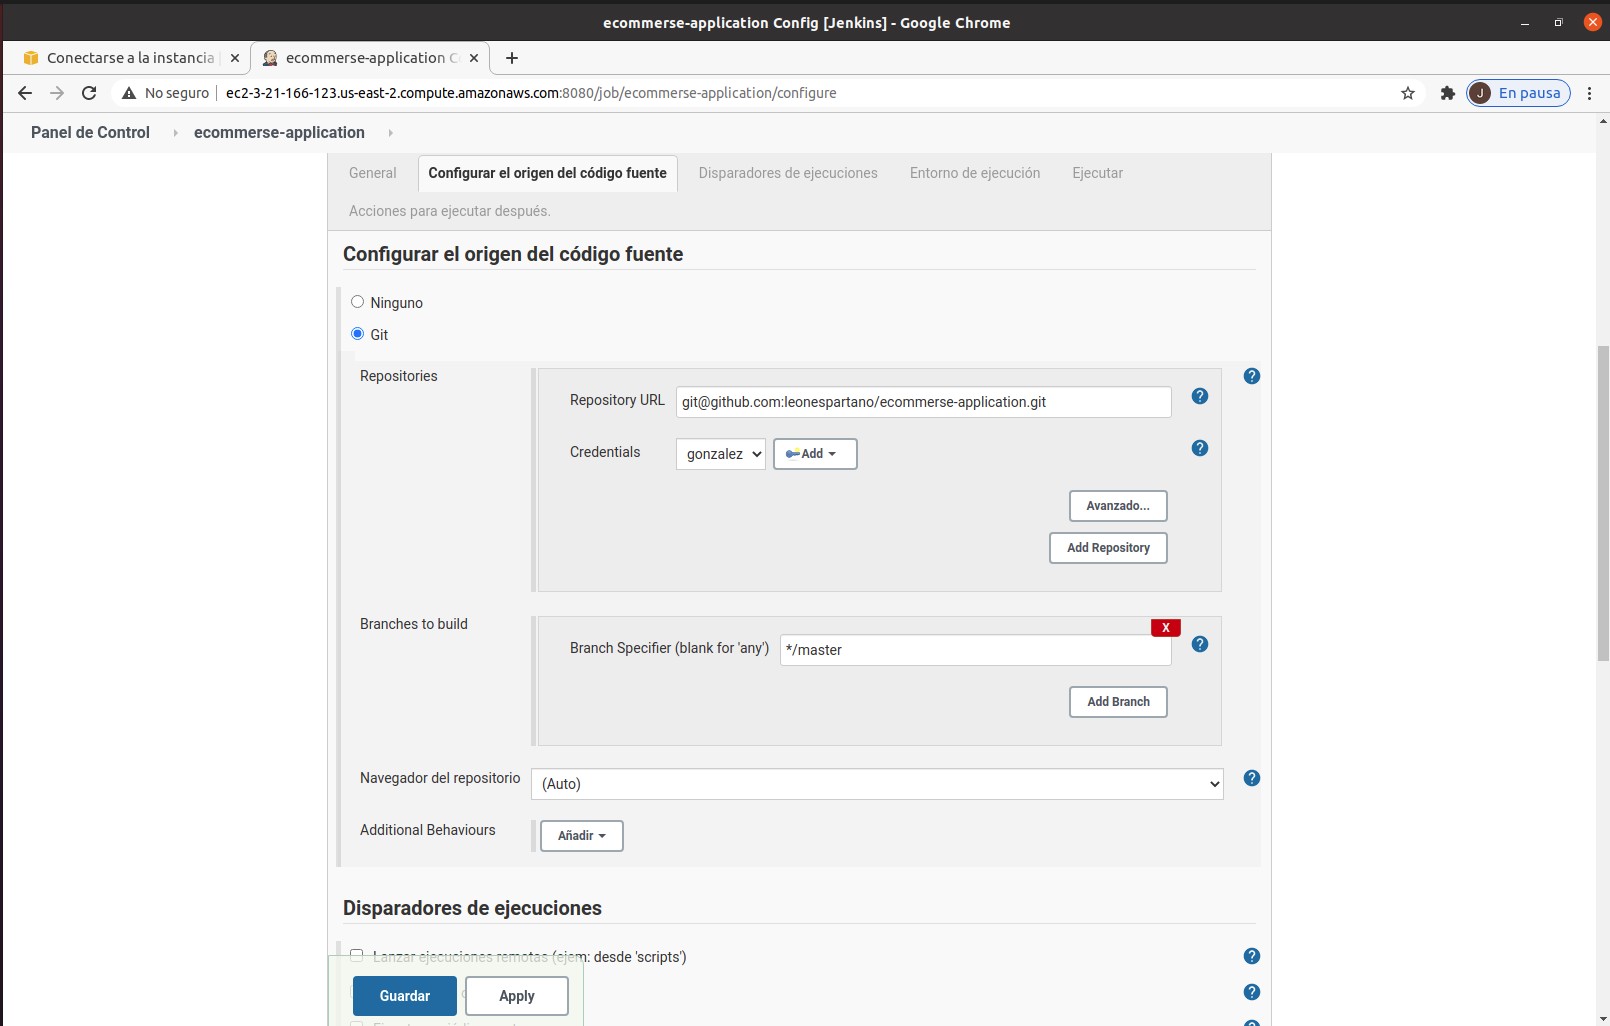 ecommerse-application Config [Jenkins] - Google Chrome
Conectarse a la instancia
ecommerse-application C
No seguro
ec2-3-21-166-123.us-east-2.compute.amazonaws.com:8080/job/ecommerse-application/configure
J
En pausa
Panel de Control
ecommerse-application
General
Configurar el origen del código fuente
Disparadores de ejecuciones
Entorno de ejecución
Ejecutar
Acciones para ejecutar después.
Configurar el origen del código fuente
Ninguno
Git
Repositories
Repository URL
git@github.com:leonespartano/ecommerse-application.git
Credentials
gonzalez
Add
Avanzado...
Add Repository
Branches to build
X
Branch Specifier (blank for 'any')
*/master
Add Branch
Navegador del repositorio
(Auto)
Additional Behaviours
Añadir
Disparadores de ejecuciones
Lanzar ejecuciones remotas (ejem: desde 'scripts')
Guardar
Apply